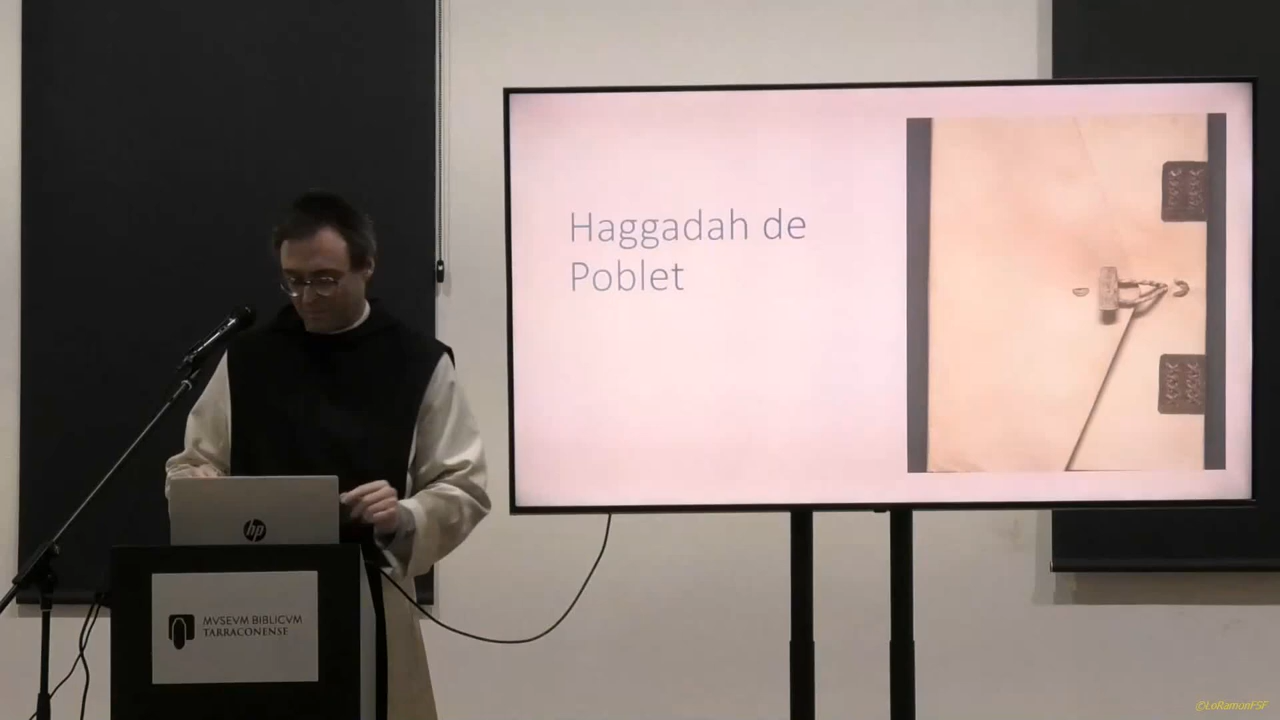 Haggadah de
Poblet
hp
MVSEVM BIBLICVM
TARRACONENSE
©LoRamonFSF